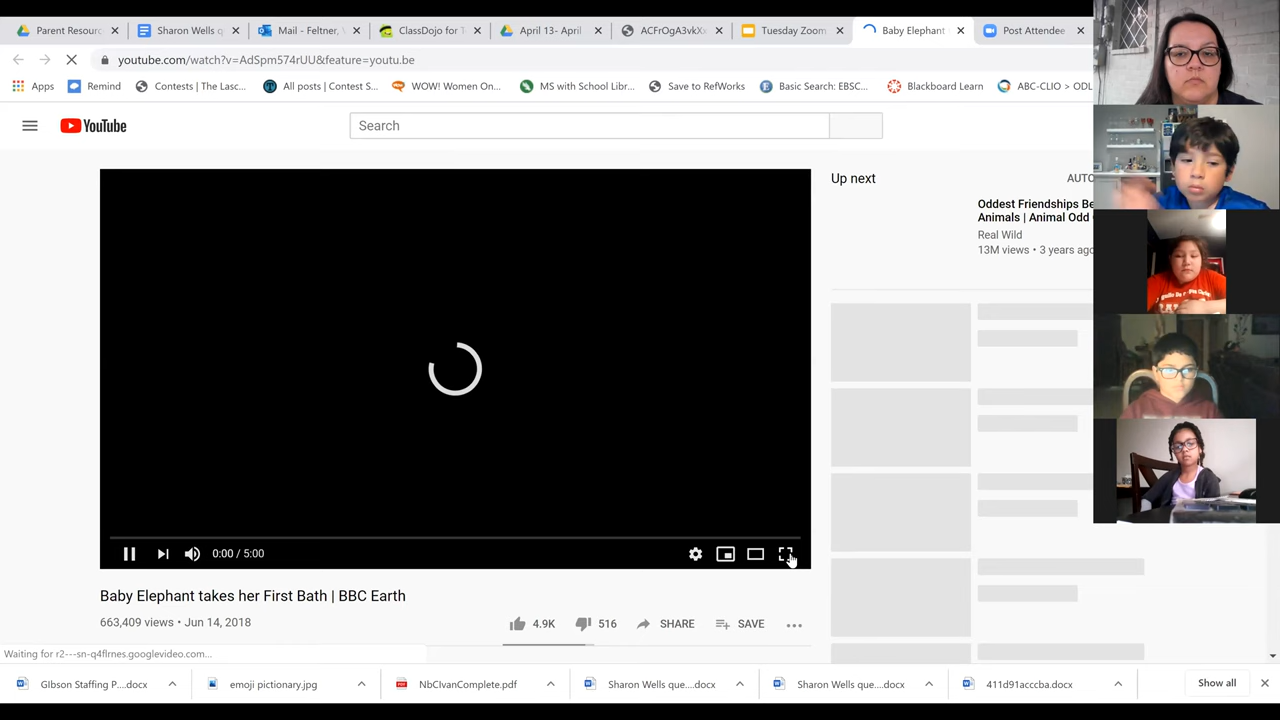 Parent Resourc
Sharon Wells q
Mail - Feltner,
ClassDojo for T
April 13- April
ACFrOgA3vkX
Tuesday Zoom
Baby Elephant
Post Attendee
youtube.com/watch?v=AdSpm574rUU&feature=youtu.be
Apps
Remind
Contests | The Lasc...
All posts | Contest S...
WOW! Women On...
MS with School Libr...
Save to RefWorks
Basic Search: EBSC...
Blackboard Learn
ABC-CLIO > ODL
YouTube
Search
Up next
AUTO
Oddest Friendships Be
Animals | Animal Odd
Real Wild
13M views • 3 years ago
0:00 / 5:00
Baby Elephant takes her First Bath | BBC Earth
663,409 views • Jun 14, 2018
4.9K
516
SHARE
SAVE
Waiting for r2---sn-q4flrnes.googlevideo.com...
GIbson Staffing P....docx
emoji pictionary.jpg
NbCIvanComplete.pdf
Sharon Wells que....docx
Sharon Wells que....docx
411d91acccba.docx
Show all